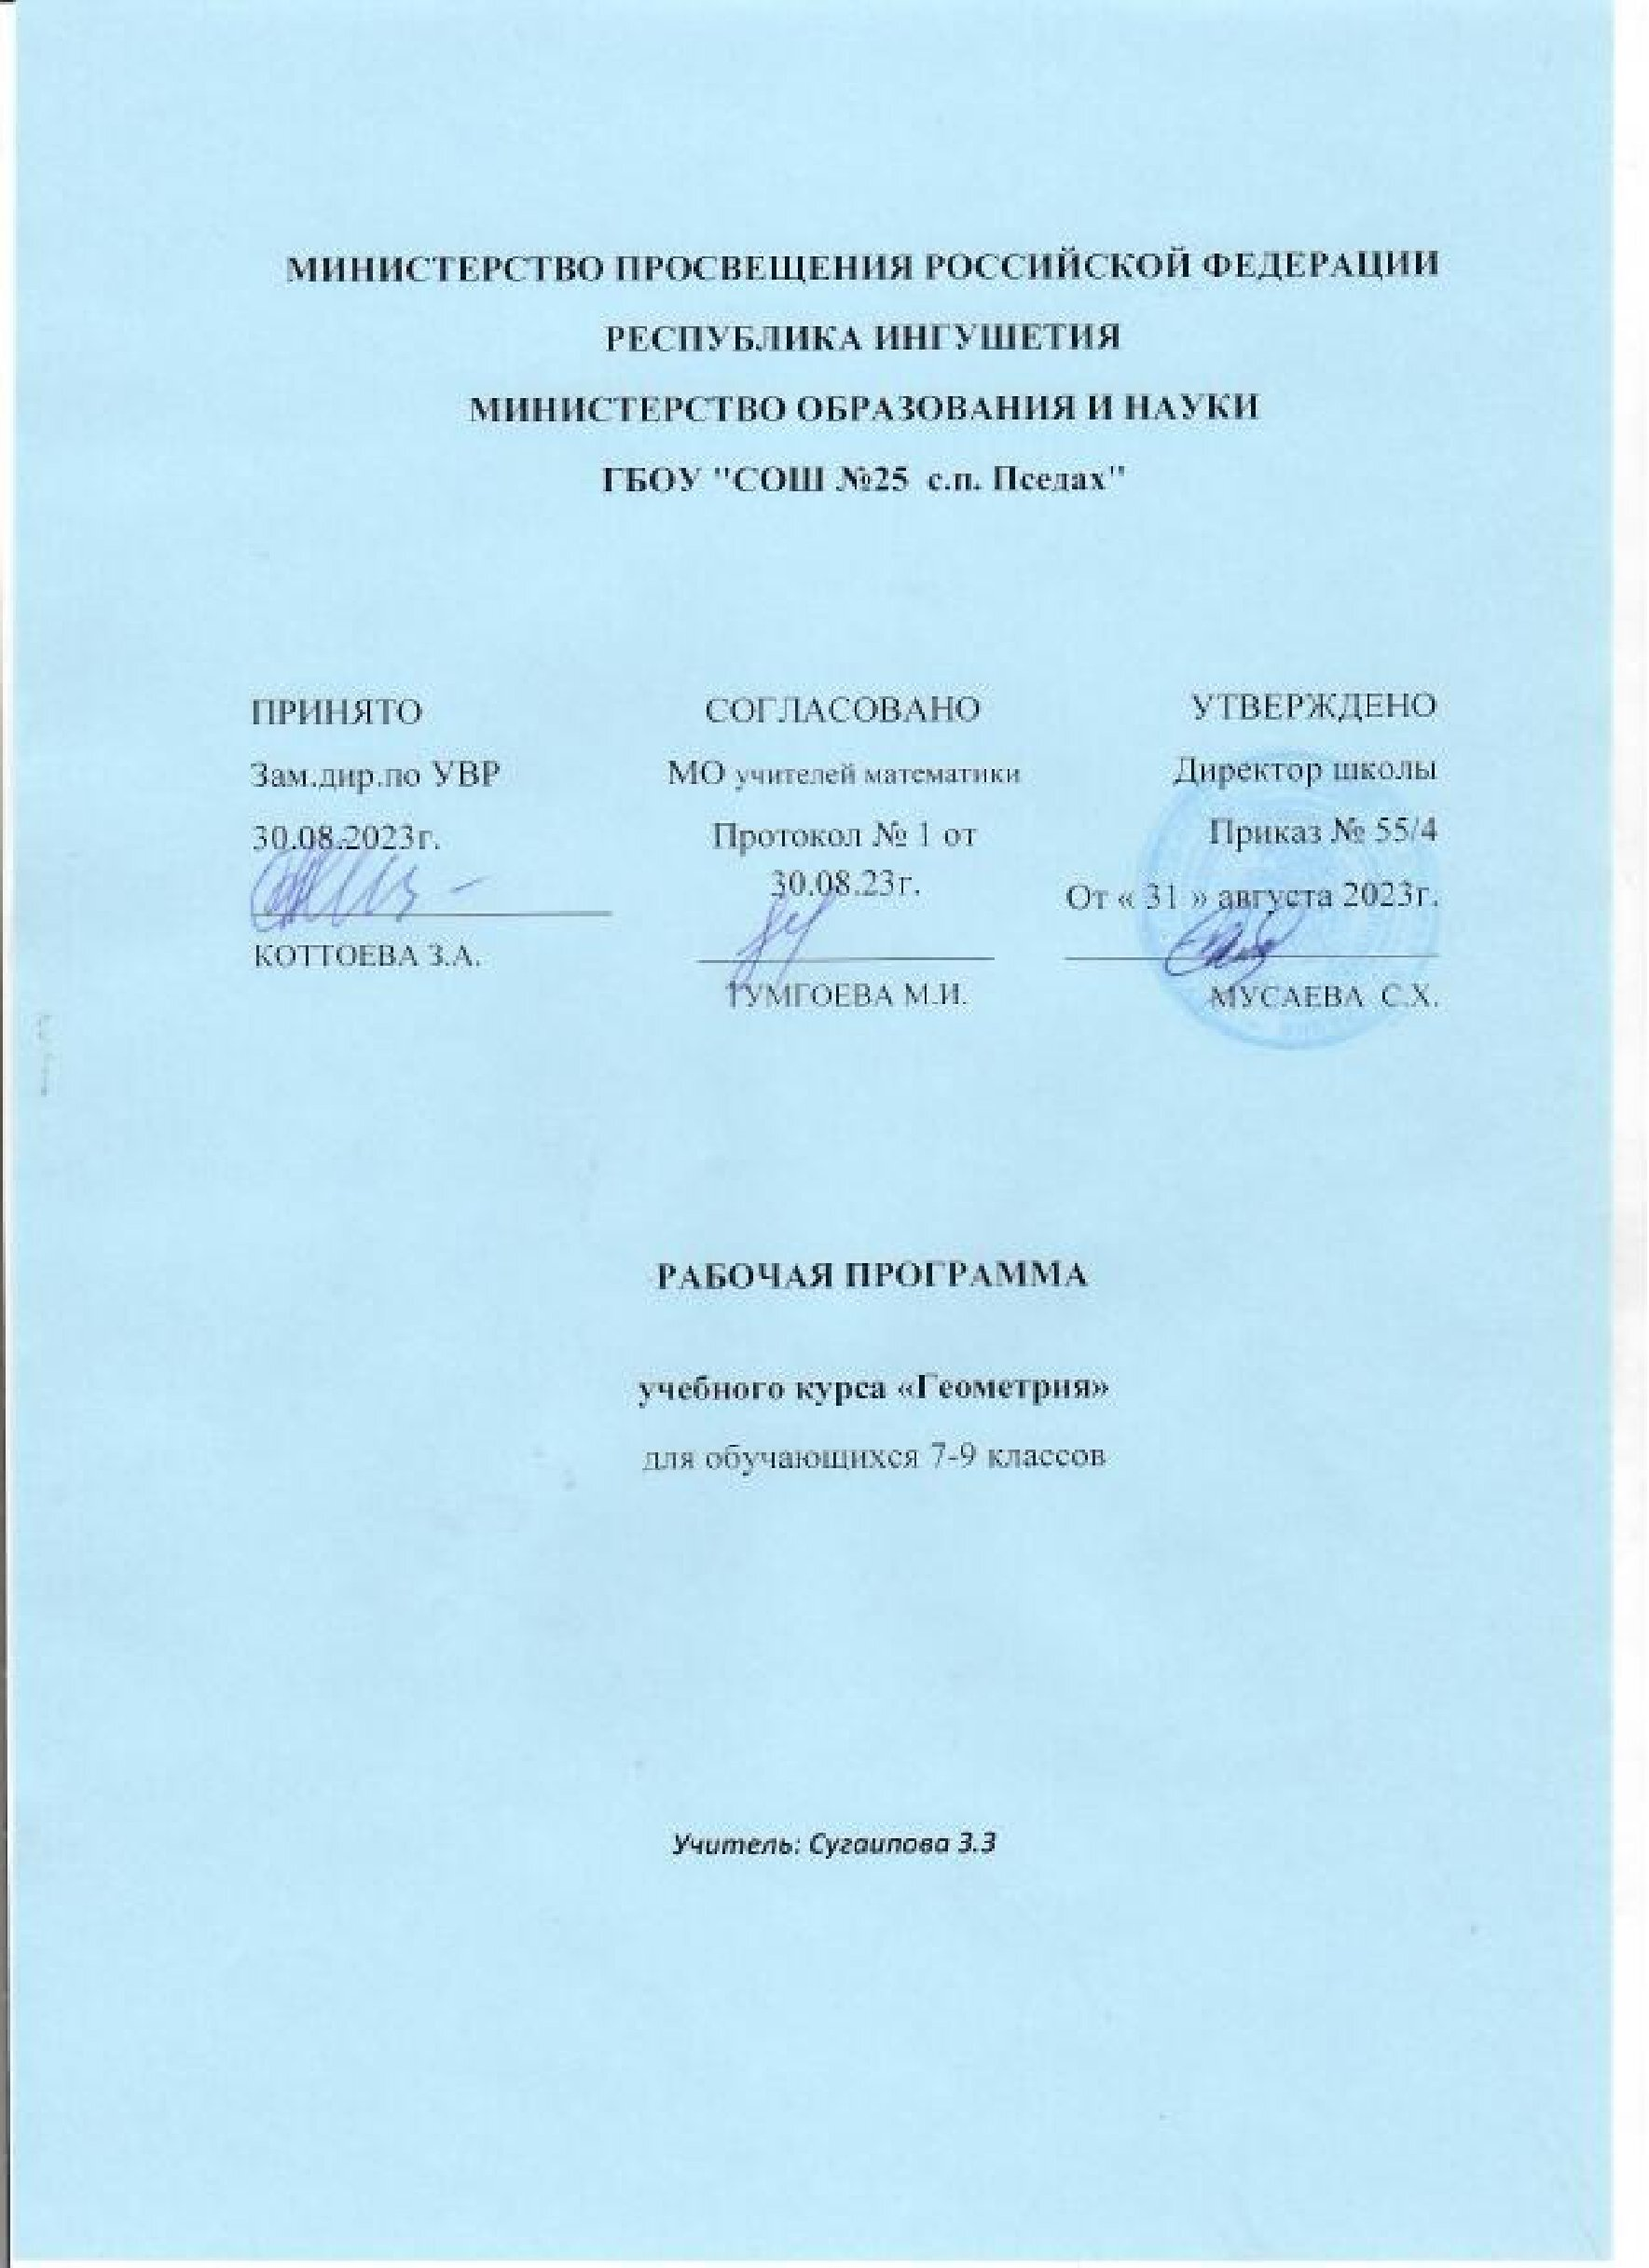 МИНИСТЕРСТВО ПРОСВЕЩЕНИЯ РОССИЙСКОЙ ФЕДЕРАЦИИ
РЕСПУБЛИКА ИНГУШЕТИЯ
МИНИСТЕРСТВО ОБРАЗОВАНИЯ И НАУКИ
ГБОУ "СОШ №25 с.п. Пседах"
ПРИНЯТО
Зам.дир.по УВР
30.08.2023г.
КОТТОЕВА З.А.
СОГЛАСОВАНО
МО учителей математики
Протокол № 1 от
30.08.23г.
ТУМГОЕВА М.И.
УТВЕРЖДЕНО
Директор школы
Приказ № 55/4
От « 31 » августа 2023г.
МУСАЕВА С.Х.
РАБОЧАЯ ПРОГРАММА
учебного курса «Геометрия»
для обучающихся 7-9 классов
Учитель: Сугаипова З.З